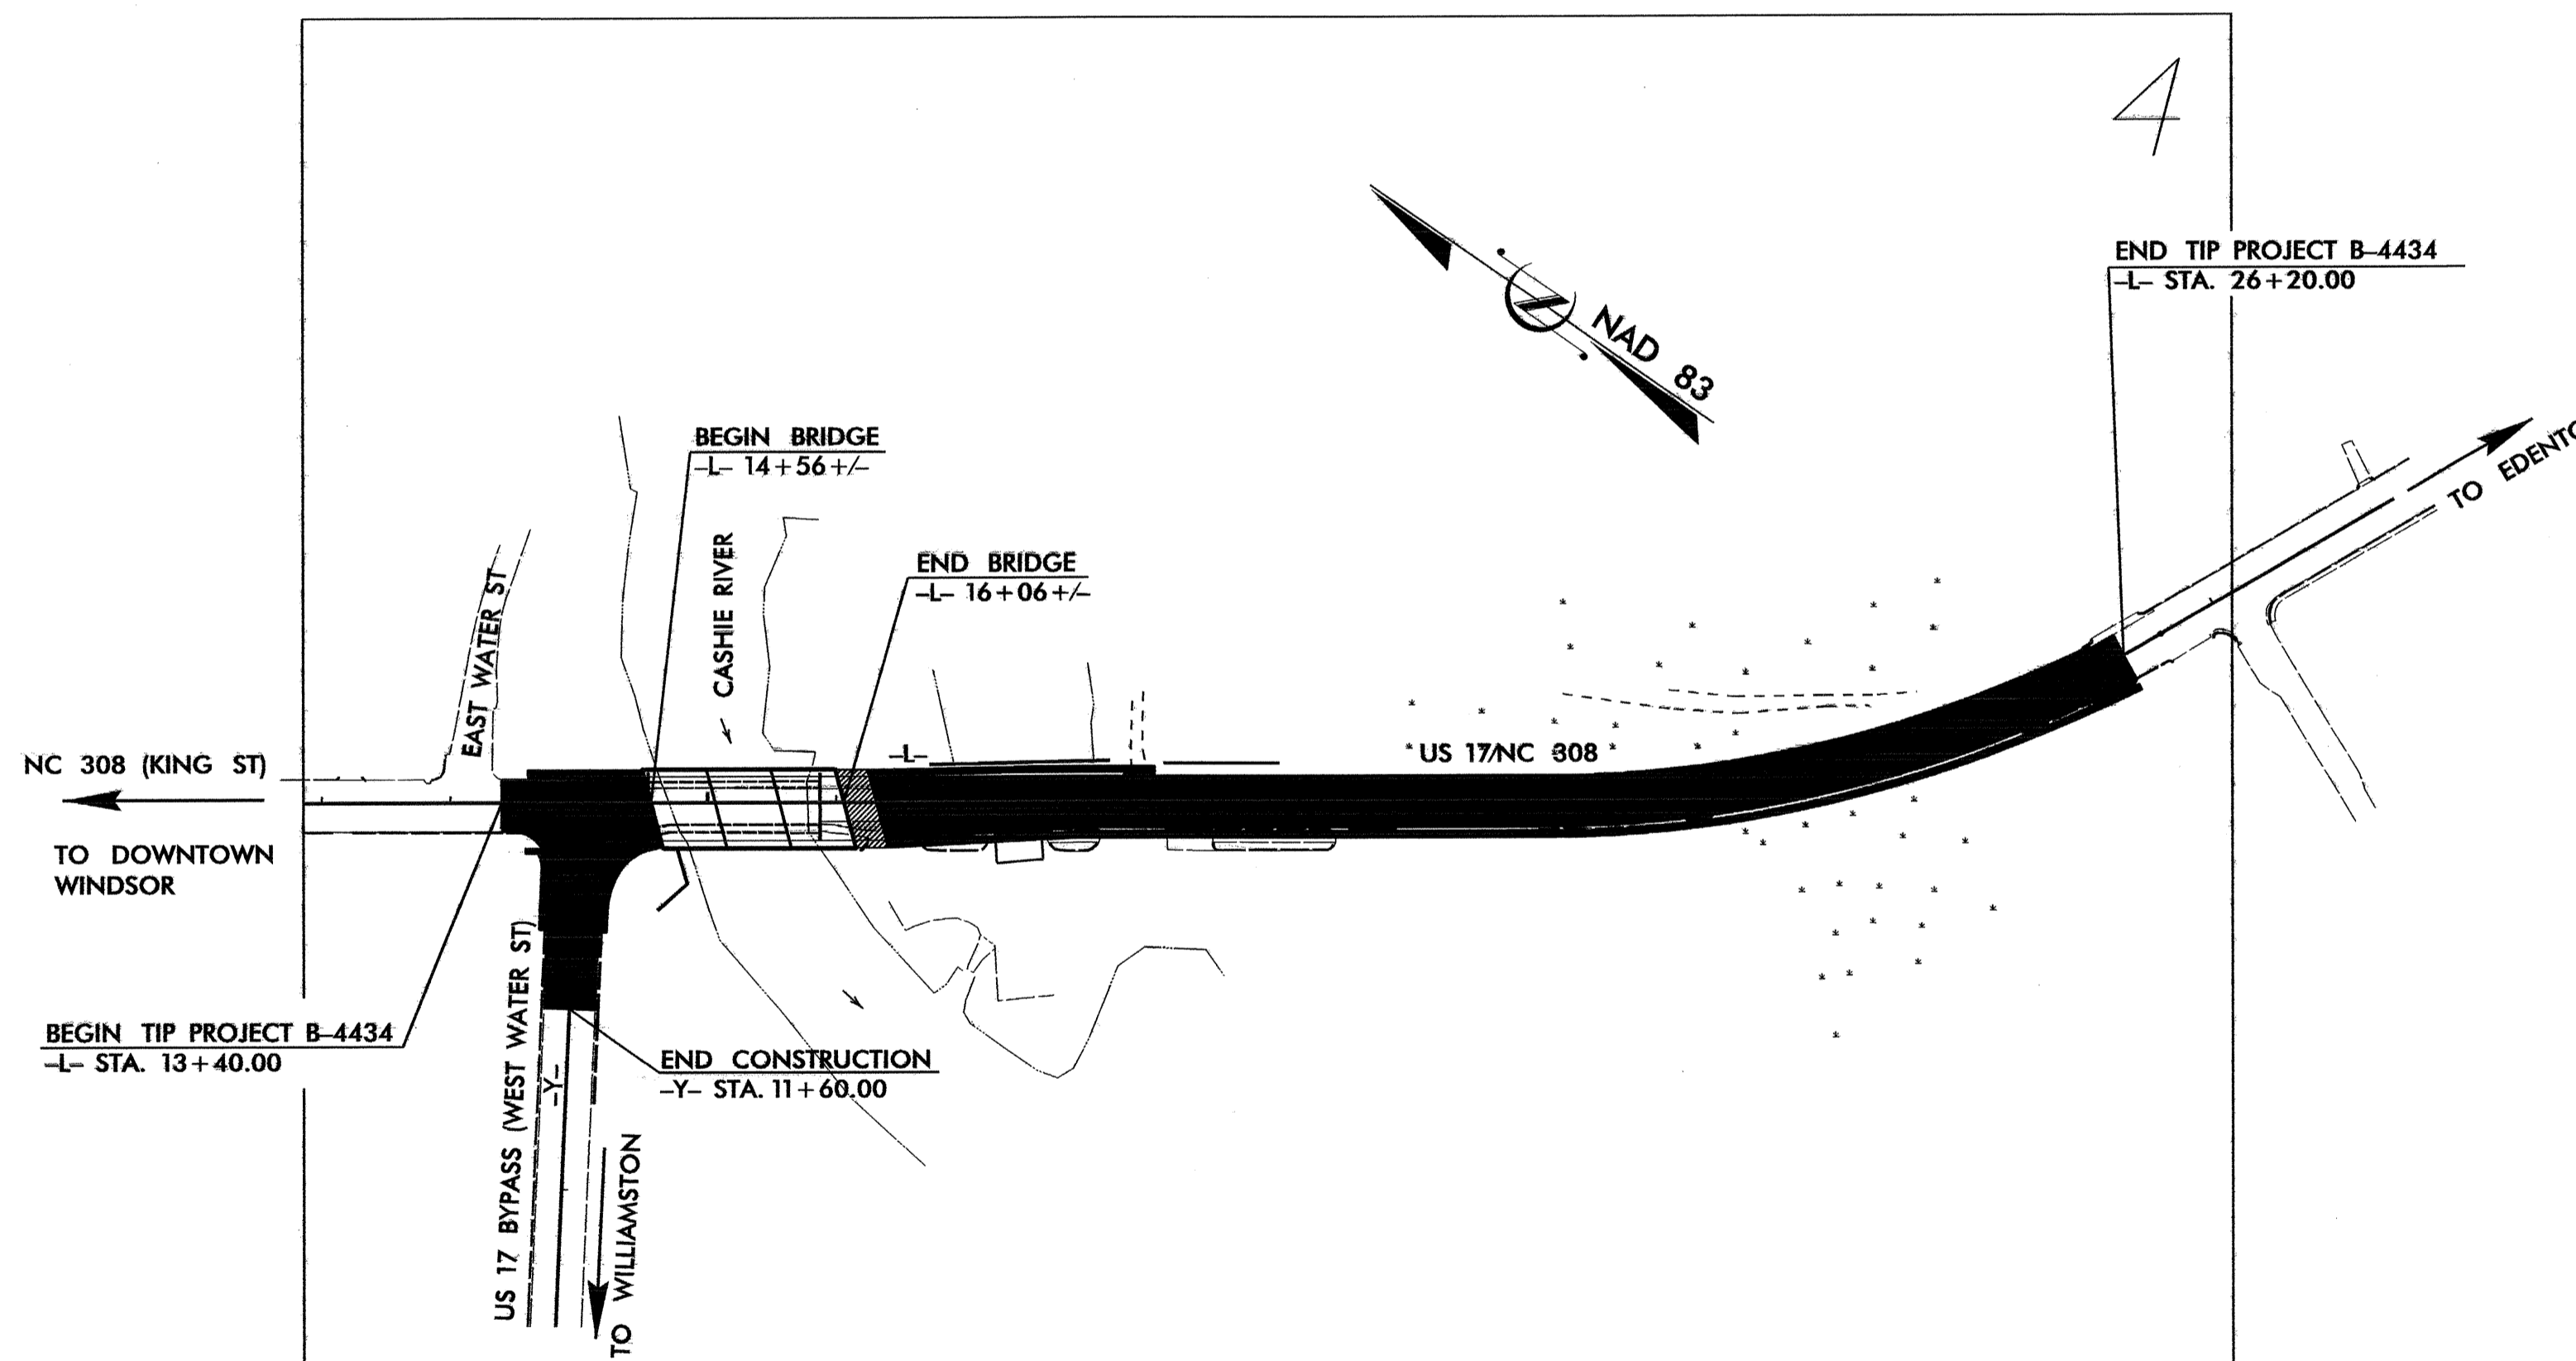 4
END TIP PROJECT B-4434
-L- STA. 26+20.00
NAD 83
BEGIN BRIDGE
-L- 14+56+/-
TO
CASHIE RIVER
END BRIDGE
-L- 16+06+/-
EAST WATER ST
NC 308 (KING ST)
-L-
US 17/NC 308
TO DOWNTOWN
WINDSOR
BEGIN TIP PROJECT B-4434
-L- STA. 13+40.00
END CONSTRUCTION
-Y- STA. 11+60.00
US 17 BYPASS (WEST WATER ST)
-Y-
TO WILLIAMSTON